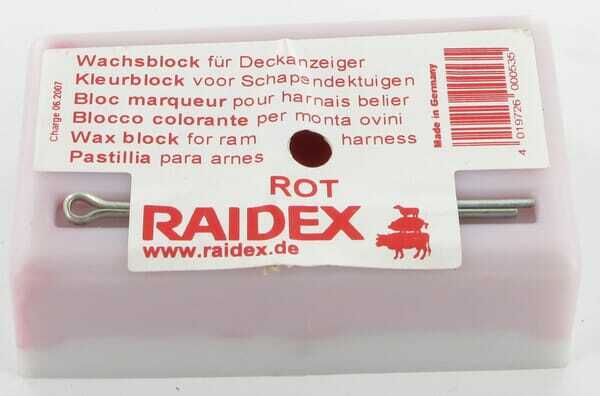 Wachsblock für Deckanzeiger
Kleurblock voor Schapendektuigen
Bloc marqueur pour harnais belier
Blocco colorante per monta ovini
Wax block for ram harness
Pastillia para arnes
ROT
RAIDEX
www.raidex.de
Charge 06.2007
Made in Germany
4 019726 000535